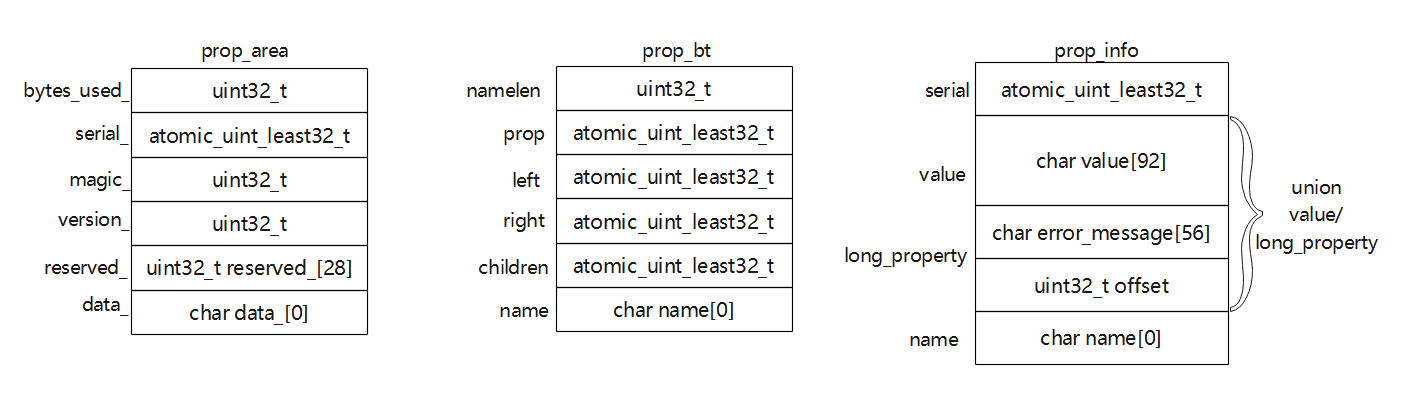 prop_area
bytes_used_ uint32_t
serial_ atomic_uint_least32_t
magic_ uint32_t
version_ uint32_t
reserved_ uint32_t reserved_[28]
data_ char data_[0]
prop_bt
namelen uint32_t
prop atomic_uint_least32_t
left atomic_uint_least32_t
right atomic_uint_least32_t
children atomic_uint_least32_t
name char name[0]
prop_info
serial atomic_uint_least32_t
value char value[92]
long_property char error_message[56]
uint32_t offset
name char name[0]
union
value/
long_property